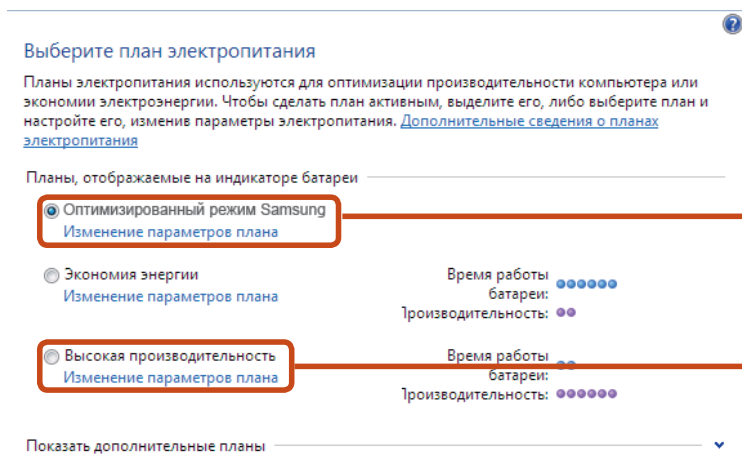 Выберите план электропитания
Планы электропитания используются для оптимизации производительности компьютера или
экономии электроэнергии. Чтобы сделать план активным, выделите его, либо выберите план и
настройте его, изменив параметры электропитания. Дополнительные сведения о планах
электропитания
Планы, отображаемые на индикаторе батареи
Оптимизированный режим Samsung
Изменение параметров плана
Экономия энергии
Изменение параметров плана
Время работы
батареи:
Производительность:
Высокая производительность
Изменение параметров плана
Время работы
батареи:
Производительность:
Показать дополнительные планы